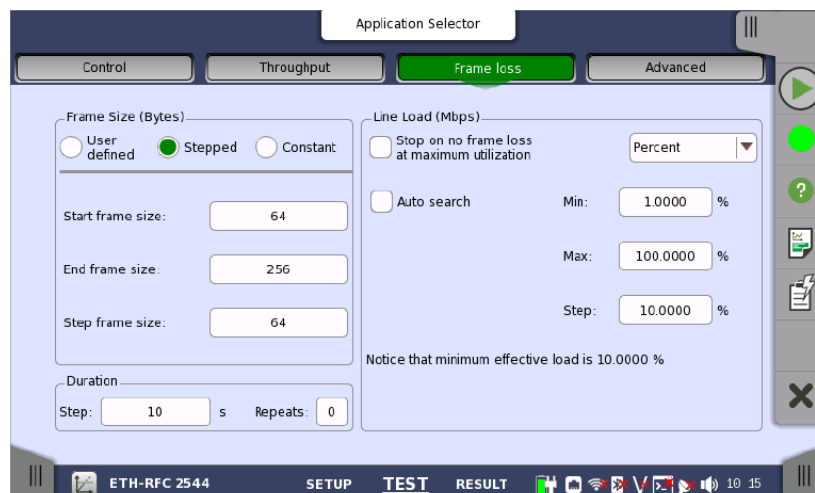 Application Selector
Control
Throughput
Frame loss
Advanced
Frame Size (Bytes)
User defined
Stepped
Constant
Start frame size:
64
End frame size:
256
Step frame size:
64
Duration
Step:
10
s
Repeats:
0
Line Load (Mbps)
Stop on no frame loss
at maximum utilization
Percent
Auto search
Min:
1.0000
%
Max:
100.0000
%
Step:
10.0000
%
Notice that minimum effective load is 10.0000 %
?
ETH-RFC 2544
SETUP
TEST
RESULT
10 15